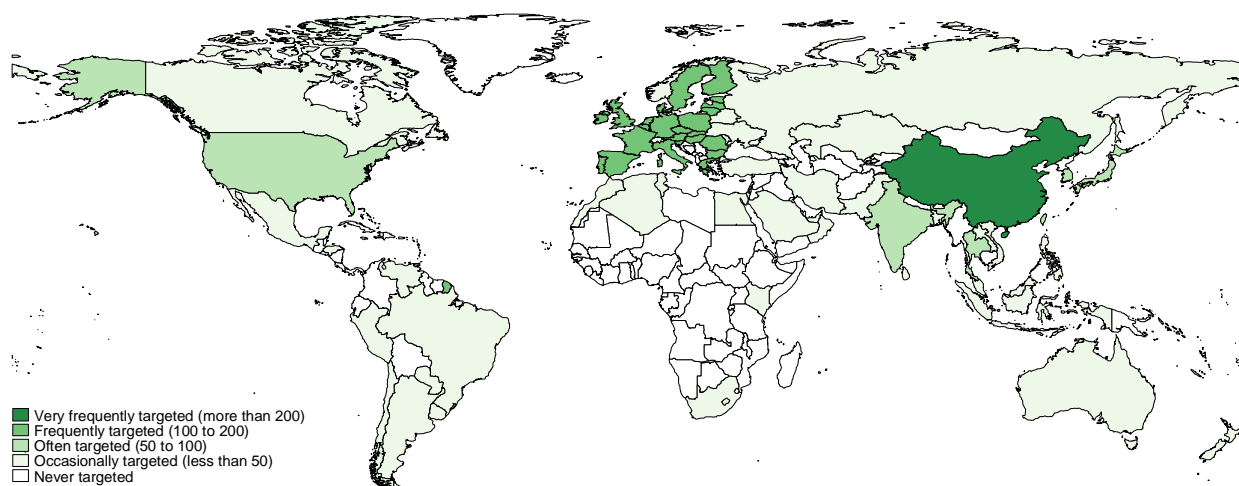 Very frequently targeted (more than 200)
Frequently targeted (100 to 200)
Often targeted (50 to 100)
Occasionally targeted (less than 50)
Never targeted